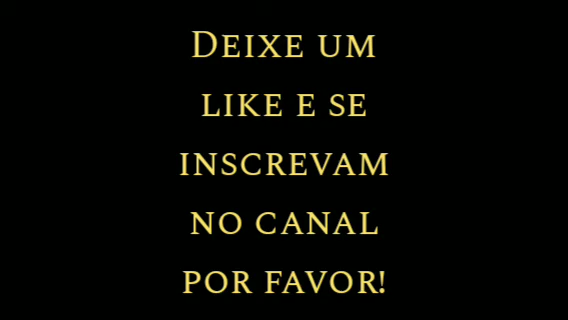 Deixe um
like e se
inscrevam
no canal
por favor!